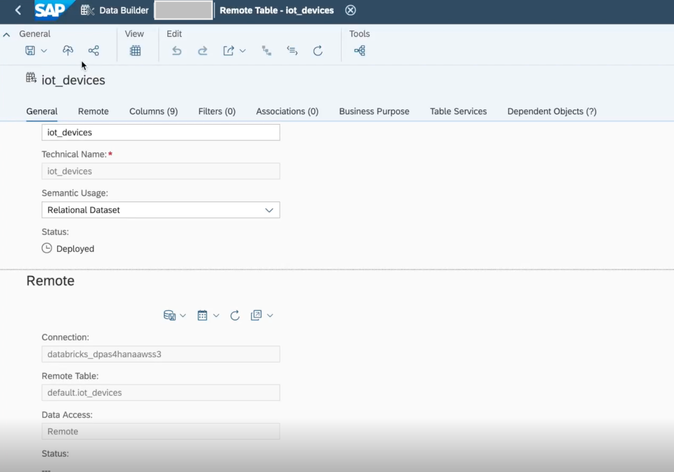 SAP Data Builder Remote Table - iot_devices
General View Edit Tools
iot_devices
General Remote Columns (9) Filters (0) Associations (0) Business Purpose Table Services Dependent Objects (?)
iot_devices
Technical Name:*
iot_devices
Semantic Usage:
Relational Dataset
Status:
Deployed
Remote
Connection:
databricks_dpas4hanaawss3
Remote Table:
default.iot_devices
Data Access:
Remote
Status: